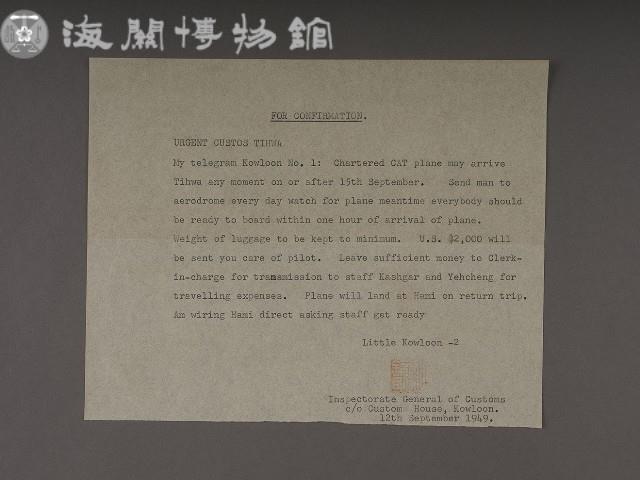 海關博物館
FOR CONFIRMATION.
URGENT CUSTOS TIHWA
My telegram Kowloon No. 1: Chartered CAT plane may arrive
Tihwa any moment on or after 15th September. Send man to
aerodrome every day watch for plane meantime everybody should
be ready to board within one hour of arrival of plane.
Weight of luggage to be kept to minimum. U.S. $2,000 will
be sent you care of pilot. Leave sufficient money to Clerk-
in-charge for transmission to staff Kashgar and Yehcheng for
travelling expenses. Plane will land at Hami on return trip.
Am wiring Hami direct asking staff get ready
Little Kowloon -2
Inspectorate General of Customs
c/o Custom House, Kowloon.
12th September 1949.